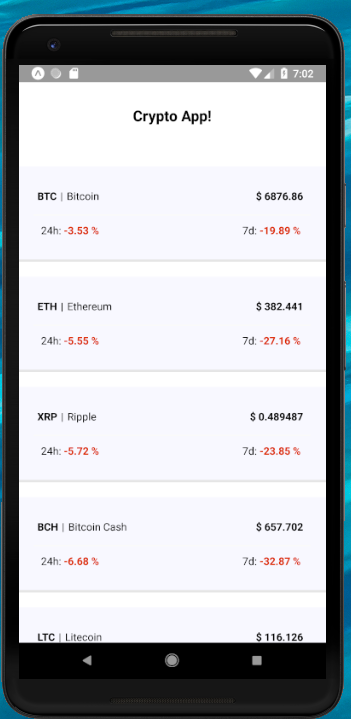 7:02
Crypto App!
BTC | Bitcoin $ 6876.86
24h: -3.53 % 7d: -19.89 %
ETH | Ethereum $ 382.441
24h: -5.55 % 7d: -27.16 %
XRP | Ripple $ 0.489487
24h: -5.72 % 7d: -23.85 %
BCH | Bitcoin Cash $ 657.702
24h: -6.68 % 7d: -32.87 %
LTC | Litecoin $ 116.126